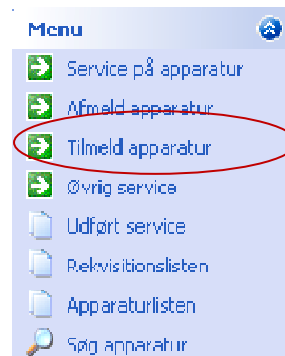 Menu
Service på apparatur
Afmeld apparatur
Tilmeld apparatur
Øvrig service
Udført service
Rekvisitionslisten
Apparaturlisten
Søg apparatur